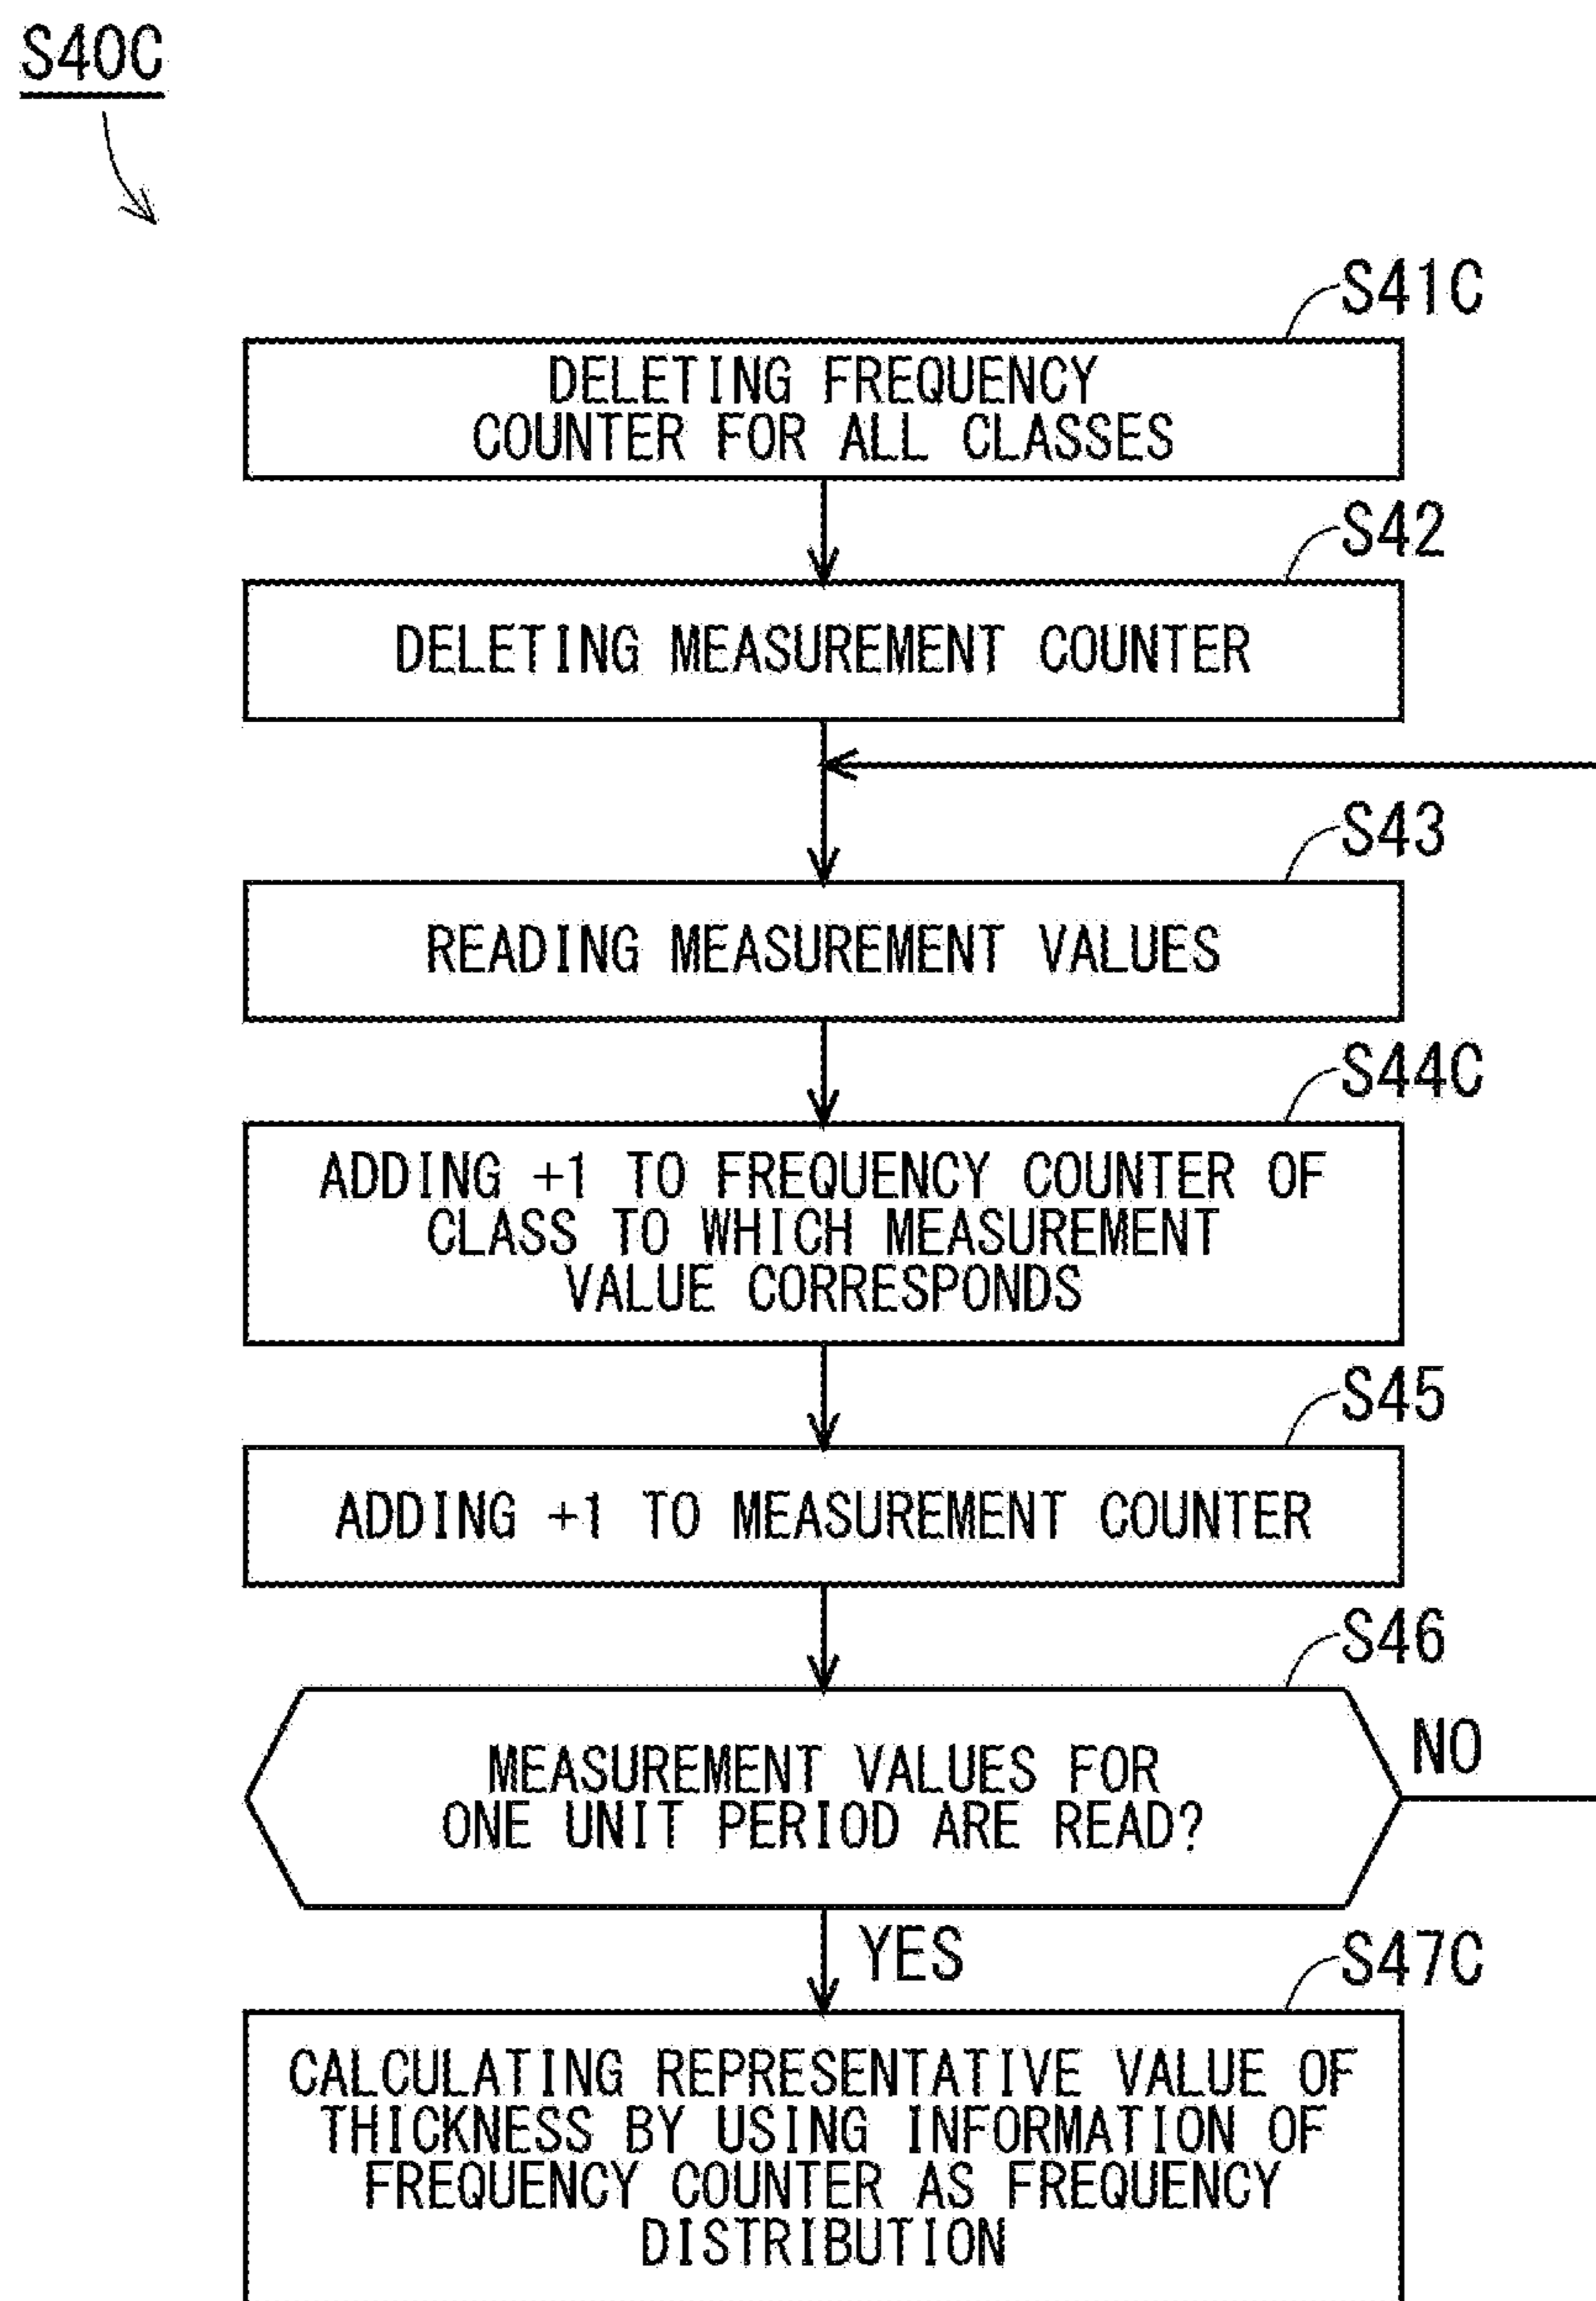 S40C
S41C
DELETING FREQUENCY
COUNTER FOR ALL CLASSES
S42
DELETING MEASUREMENT COUNTER
S43
READING MEASUREMENT VALUES
S44C
ADDING +1 TO FREQUENCY COUNTER OF
CLASS TO WHICH MEASUREMENT
VALUE CORRESPONDS
S45
ADDING +1 TO MEASUREMENT COUNTER
S46
MEASUREMENT VALUES FOR
ONE UNIT PERIOD ARE READ?
NO
YES
S47C
CALCULATING REPRESENTATIVE VALUE OF
THICKNESS BY USING INFORMATION OF
FREQUENCY COUNTER AS FREQUENCY
DISTRIBUTION